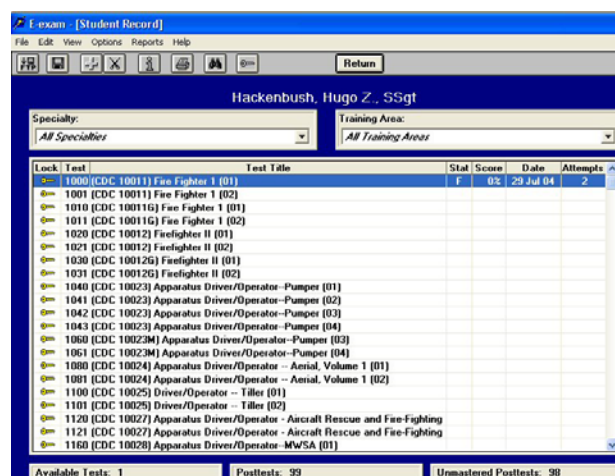 E-exam - [Student Record]
File Edit View Options Reports Help
Return
Hackenbush, Hugo Z., SSgt
Specialty: Training Area:
All Specialties All Training Areas
Lock Test Test Title Stat Score Date Attempts
1000 (CDC 10011) Fire Fighter 1 (01) F 0% 29 Jul 04 2
1001 (CDC 10011) Fire Fighter 1 (02)
1010 (CDC 10011G) Fire Fighter 1 (01)
1011 (CDC 10011G) Fire Fighter 1 (02)
1020 (CDC 10012) Firefighter II (01)
1021 (CDC 10012) Firefighter II (02)
1030 (CDC 10012G) Firefighter II (01)
1031 (CDC 10012G) Firefighter II (02)
1040 (CDC 10023) Apparatus Driver/Operator--Pumper (01)
1041 (CDC 10023) Apparatus Driver/Operator--Pumper (02)
1042 (CDC 10023) Apparatus Driver/Operator--Pumper (03)
1043 (CDC 10023) Apparatus Driver/Operator--Pumper (04)
1060 (CDC 10023M) Apparatus Driver/Operator--Pumper (03)
1061 (CDC 10023M) Apparatus Driver/Operator--Pumper (04)
1080 (CDC 10024) Apparatus Driver/Operator -- Aerial, Volume 1 (01)
1081 (CDC 10024) Apparatus Driver/Operator -- Aerial, Volume 1 (02)
1100 (CDC 10025) Driver/Operator -- Tiller (01)
1101 (CDC 10025) Driver/Operator -- Tiller (02)
1120 (CDC 10027) Apparatus Driver/Operator - Aircraft Rescue and Fire-Fighting
1121 (CDC 10027) Apparatus Driver/Operator - Aircraft Rescue and Fire-Fighting
1160 (CDC 10028) Apparatus Driver/Operator--MWSA (01)
Available Tests: 1 Posttests: 99 Unmastered Posttests: 98